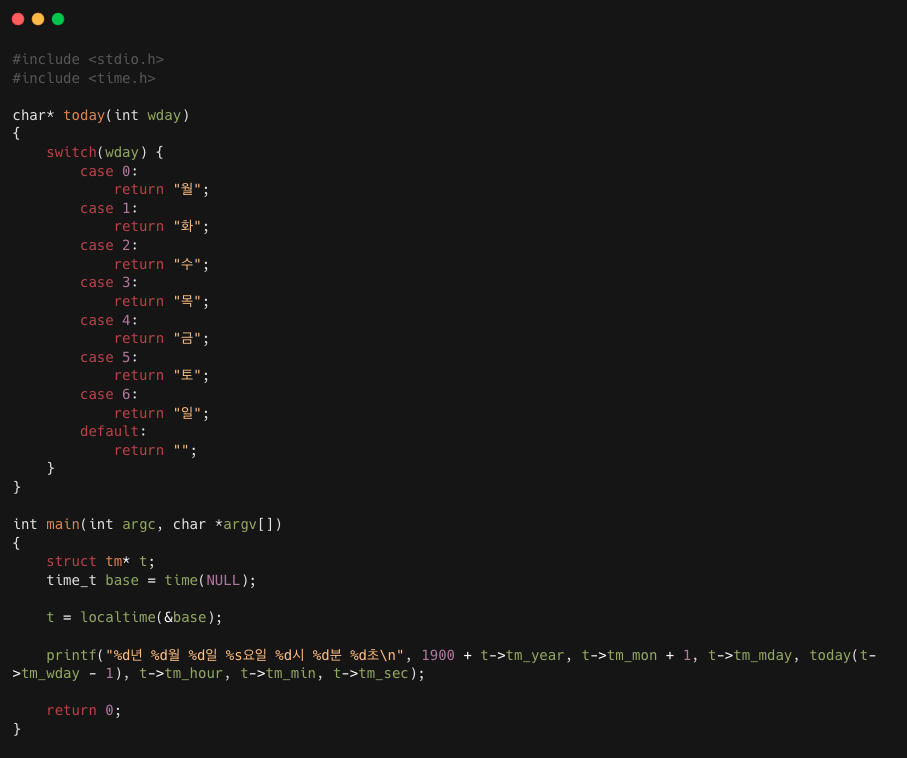 #include <stdio.h>
#include <time.h>

char* today(int wday)
{
    switch(wday) {
        case 0:
            return "월";
        case 1:
            return "화";
        case 2:
            return "수";
        case 3:
            return "목";
        case 4:
            return "금";
        case 5:
            return "토";
        case 6:
            return "일";
        default:
            return "";
    }
}

int main(int argc, char *argv[])
{
    struct tm* t;
    time_t base = time(NULL);

    t = localtime(&base);

    printf("%d년 %d월 %d일 %s요일 %d시 %d분 %d초\n", 1900 + t->tm_year, t->tm_mon + 1, t->tm_mday, today(t-
>tm_wday - 1), t->tm_hour, t->tm_min, t->tm_sec);

    return 0;
}